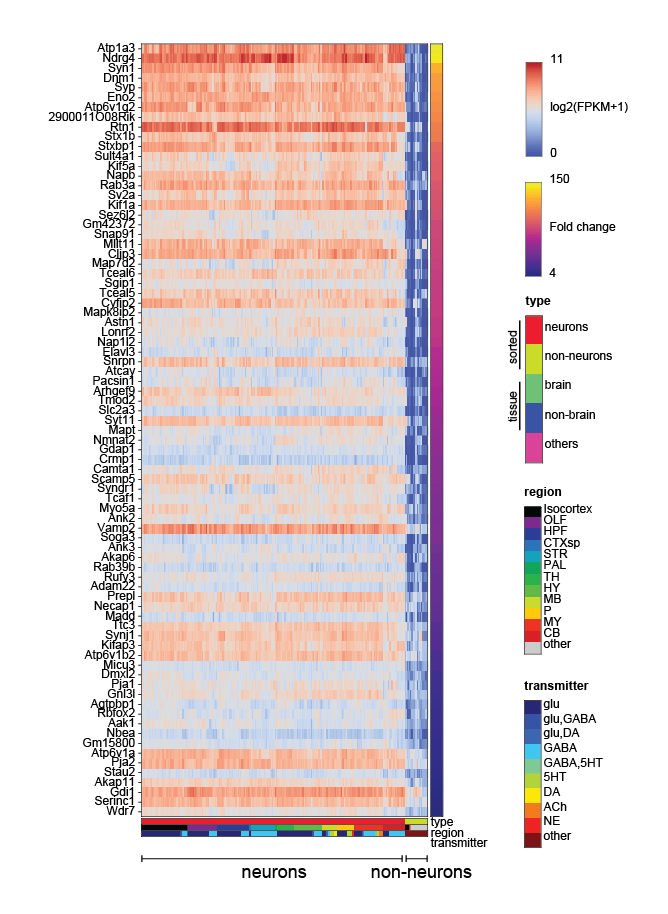 Atp1a3
Ndrg4
Syn1
Dnm1
Syp
Eno2
Atp6v1g2
2900011O08Rik
Rtn1
Stx1b
Stxbp1
Sult4a1
Kif5a
Napb
Rab3a
Sv2a
Kif1a
Sez6l2
Gm42372
Snap91
Mllt11
Clip3
Map7d2
Tceal6
Sgip1
Tceal5
Cyfip2
Mapk8ip2
Astn1
Lonrf2
Nap1l2
Elavl3
Snrpn
Atcay
Pacsin1
Arhgef9
Tmod2
Slc2a3
Syt11
Mapt
Nmnat2
Gdap1
Crmp1
Camta1
Scamp5
Syngr1
Tcaf1
Myo5a
Ank2
Vamp2
Soga3
Ank3
Akap6
Rab39b
Rufy3
Adam22
Prepl
Necap1
Madd
Ttc3
Synj1
Kifap3
Atp6v1b2
Micu3
Dmxl2
Pja1
Gnl3l
Agtpbp1
Rbfox2
Aak1
Nbea
Gm15800
Atp6v1a
Pja2
Stau2
Akap11
Gdi1
Serinc1
Wdr7
type
region
transmitter
neurons
non-neurons
11
log2(FPKM+1)
0
150
Fold change
4
type
sorted
tissue
neurons
non-neurons
brain
non-brain
others
region
Isocortex
OLF
HPF
CTXsp
STR
PAL
TH
HY
MB
P
MY
CB
other
transmitter
glu
glu,GABA
glu,DA
GABA
GABA,5HT
5HT
DA
ACh
NE
other